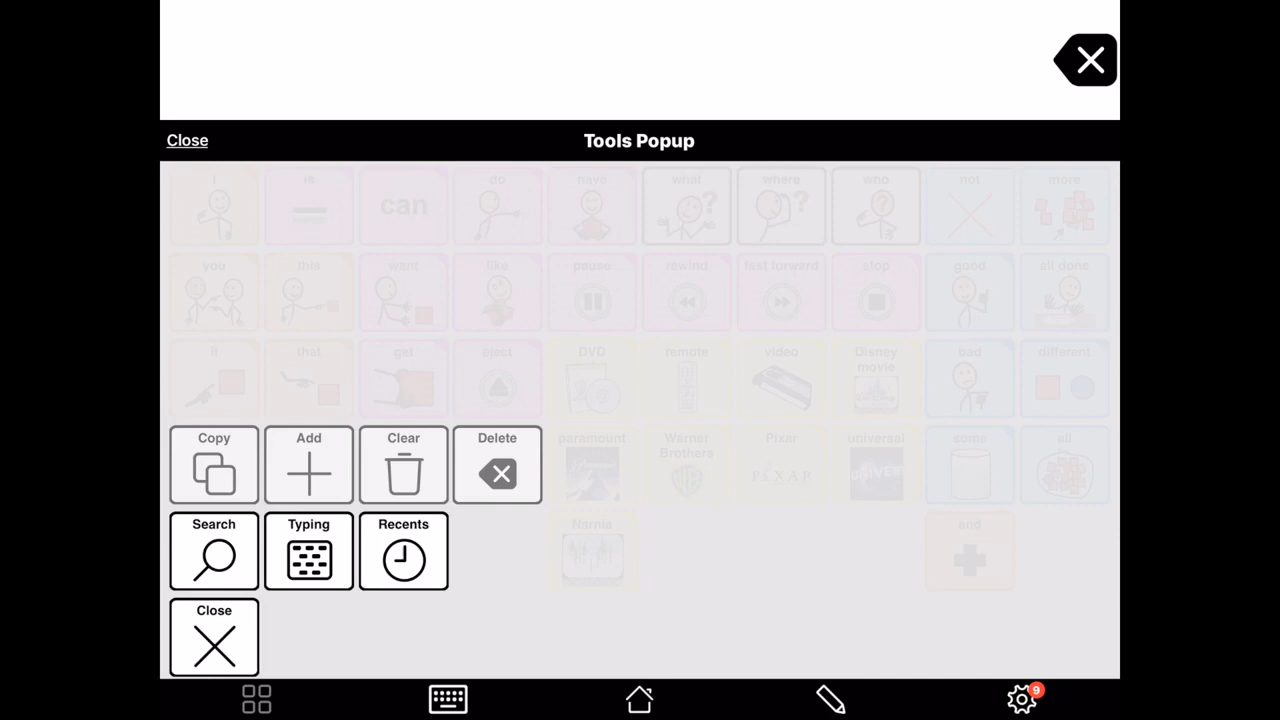 Close
Tools Popup
I is can do have what where who not more
you this want like pause rewind fast forward stop good all done
it that get eject DVD remote video Disney movie bad different
Copy Add Clear Delete paramount Warner Brothers Pixar universal some all
PIXAR
Search Typing Recents Narnia and
Close
9